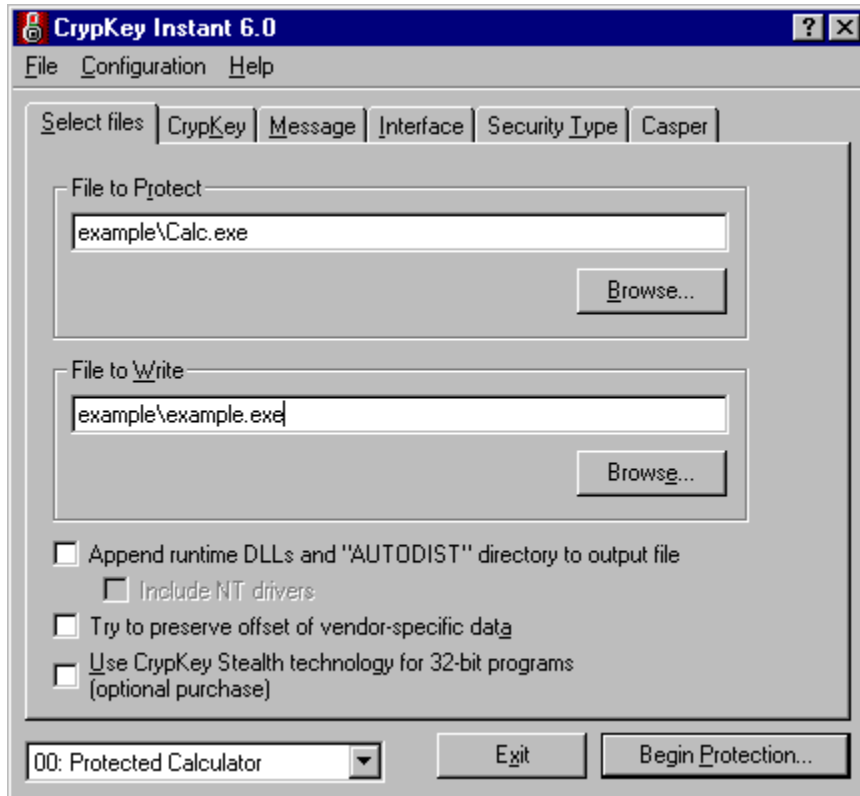 CrypKey Instant 6.0
File Configuration Help
Select files CrypKey Message Interface Security Type Casper
File to Protect
example\Calc.exe
Browse...
File to Write
example\example.exe
Browse...
Append runtime DLLs and "AUTODIST" directory to output file
Include NT drivers
Try to preserve offset of vendor-specific data
Use CrypKey Stealth technology for 32-bit programs
(optional purchase)
00: Protected Calculator Exit Begin Protection...